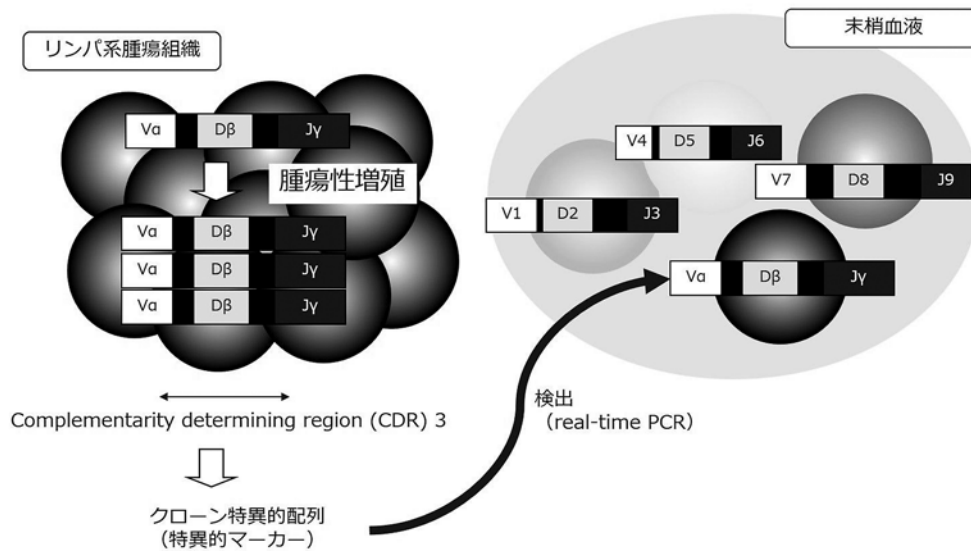 リンパ系腫瘍組織
Vα Dβ Jγ
腫瘍性増殖
Vα Dβ Jγ
Vα Dβ Jγ
Vα Dβ Jγ
Complementarity determining region (CDR) 3
クローン特異的配列
（特異的マーカー）
検出
（real-time PCR）
末梢血液
V4 D5 J6
V7 D8 J9
V1 D2 J3
Vα Dβ Jγ